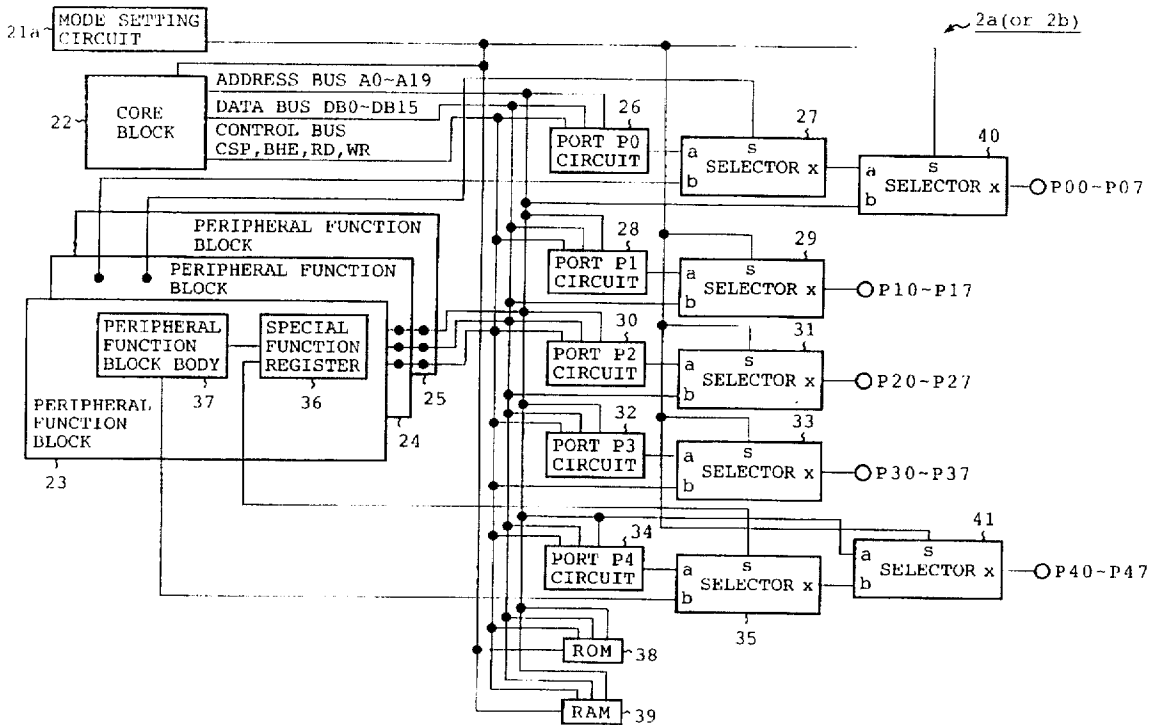 2a(or 2b)
21a
MODE SETTING
CIRCUIT
22
CORE
BLOCK
ADDRESS BUS A0~A19
DATA BUS DB0~DB15
CONTROL BUS
CSP,BHE,RD,WR
26
PORT P0
CIRCUIT
27
a
b
s
SELECTOR x
40
a
b
s
SELECTOR x
P00~P07
PERIPHERAL FUNCTION
BLOCK
25
PERIPHERAL FUNCTION
BLOCK
24
PERIPHERAL
FUNCTION
BLOCK BODY
37
SPECIAL
FUNCTION
REGISTER
36
PERIPHERAL
FUNCTION
BLOCK
23
28
PORT P1
CIRCUIT
29
a
b
s
SELECTOR x
P10~P17
30
PORT P2
CIRCUIT
31
a
b
s
SELECTOR x
P20~P27
32
PORT P3
CIRCUIT
33
a
b
s
SELECTOR x
P30~P37
34
PORT P4
CIRCUIT
35
a
b
s
SELECTOR x
41
a
b
s
SELECTOR x
P40~P47
ROM
38
RAM
39